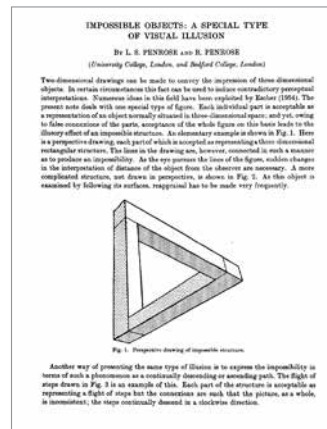 IMPOSSIBLE OBJECTS: A SPECIAL TYPE
OF VISUAL ILLUSION
BY L. S. PENROSE AND R. PENROSE
(University College, London, and Bedford College, London)
Two-dimensional drawings can be made to convey the impression of three-dimensional
objects. In certain circumstances this fact can be used to induce contradictory perceptual
interpretations. Numerous ideas in this field have been exploited by Escher (1954). The
present note deals with one special type of figure. Each individual part is acceptable as
a representation of an object normally situated in three-dimensional space; and yet, owing
to false connexions of the parts, acceptance of the whole figure on this basis leads to the
illusory effect of an impossible structure. An elementary example is shown in Fig. 1. Here
is a perspective drawing, each part of which is accepted as representing a three-dimensional
rectangular structure. The lines in the drawing are, however, connected in such a manner
as to produce an impossibility. As the eye pursues the lines of the figure, sudden changes
in the interpretation of distance of the object from the observer are necessary. A more
complicated structure, not drawn in perspective, is shown in Fig. 2. As this object is
examined by following its surfaces, reappraisal has to be made very frequently.
Fig. 1. Perspective drawing of impossible structure.
Another way of presenting the same type of illusion is to express the impossibility in
terms of such a phenomenon as a continually descending or ascending path. The flight of
steps drawn in Fig. 3 is an example of this. Each part of the structure is acceptable as
representing a flight of steps but the connexions are such that the picture, as a whole,
is inconsistent; the steps continually descend in a clockwise direction.